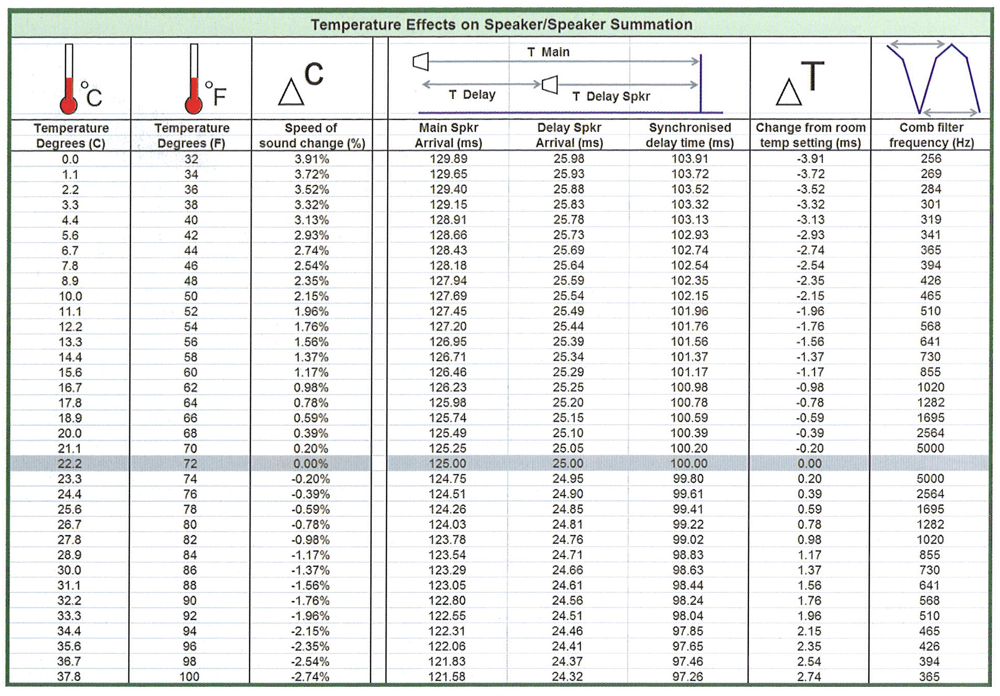 Temperature Effects on Speaker/Speaker Summation
°C
°F
△C
T Main
T Delay
T Delay Spkr
△T
Temperature Degrees (C) Temperature Degrees (F) Speed of sound change (%) Main Spkr Arrival (ms) Delay Spkr Arrival (ms) Synchronised delay time (ms) Change from room temp setting (ms) Comb filter frequency (Hz)
0.0 32 3.91% 129.89 25.98 103.91 -3.91 256
1.1 34 3.72% 129.65 25.93 103.72 -3.72 269
2.2 36 3.52% 129.40 25.88 103.52 -3.52 284
3.3 38 3.32% 129.15 25.83 103.32 -3.32 301
4.4 40 3.13% 128.91 25.78 103.13 -3.13 319
5.6 42 2.93% 128.66 25.73 102.93 -2.93 341
6.7 44 2.74% 128.43 25.69 102.74 -2.74 365
7.8 46 2.54% 128.18 25.64 102.54 -2.54 394
8.9 48 2.35% 127.94 25.59 102.35 -2.35 426
10.0 50 2.15% 127.69 25.54 102.15 -2.15 465
11.1 52 1.96% 127.45 25.49 101.96 -1.96 510
12.2 54 1.76% 127.20 25.44 101.76 -1.76 568
13.3 56 1.56% 126.95 25.39 101.56 -1.56 641
14.4 58 1.37% 126.71 25.34 101.37 -1.37 730
15.6 60 1.17% 126.46 25.29 101.17 -1.17 855
16.7 62 0.98% 126.23 25.25 100.98 -0.98 1020
17.8 64 0.78% 125.98 25.20 100.78 -0.78 1282
18.9 66 0.59% 125.74 25.15 100.59 -0.59 1695
20.0 68 0.39% 125.49 25.10 100.39 -0.39 2564
21.1 70 0.20% 125.25 25.05 100.20 -0.20 5000
22.2 72 0.00% 125.00 25.00 100.00 0.00
23.3 74 -0.20% 124.75 24.95 99.80 0.20 5000
24.4 76 -0.39% 124.51 24.90 99.61 0.39 2564
25.6 78 -0.59% 124.26 24.85 99.41 0.59 1695
26.7 80 -0.78% 124.03 24.81 99.22 0.78 1282
27.8 82 -0.98% 123.78 24.76 99.02 0.98 1020
28.9 84 -1.17% 123.54 24.71 98.83 1.17 855
30.0 86 -1.37% 123.29 24.66 98.63 1.37 730
31.1 88 -1.56% 123.05 24.61 98.44 1.56 641
32.2 90 -1.76% 122.80 24.56 98.24 1.76 568
33.3 92 -1.96% 122.55 24.51 98.04 1.96 510
34.4 94 -2.15% 122.31 24.46 97.85 2.15 465
35.6 96 -2.35% 122.06 24.41 97.65 2.35 426
36.7 98 -2.54% 121.83 24.37 97.46 2.54 394
37.8 100 -2.74% 121.58 24.32 97.26 2.74 365